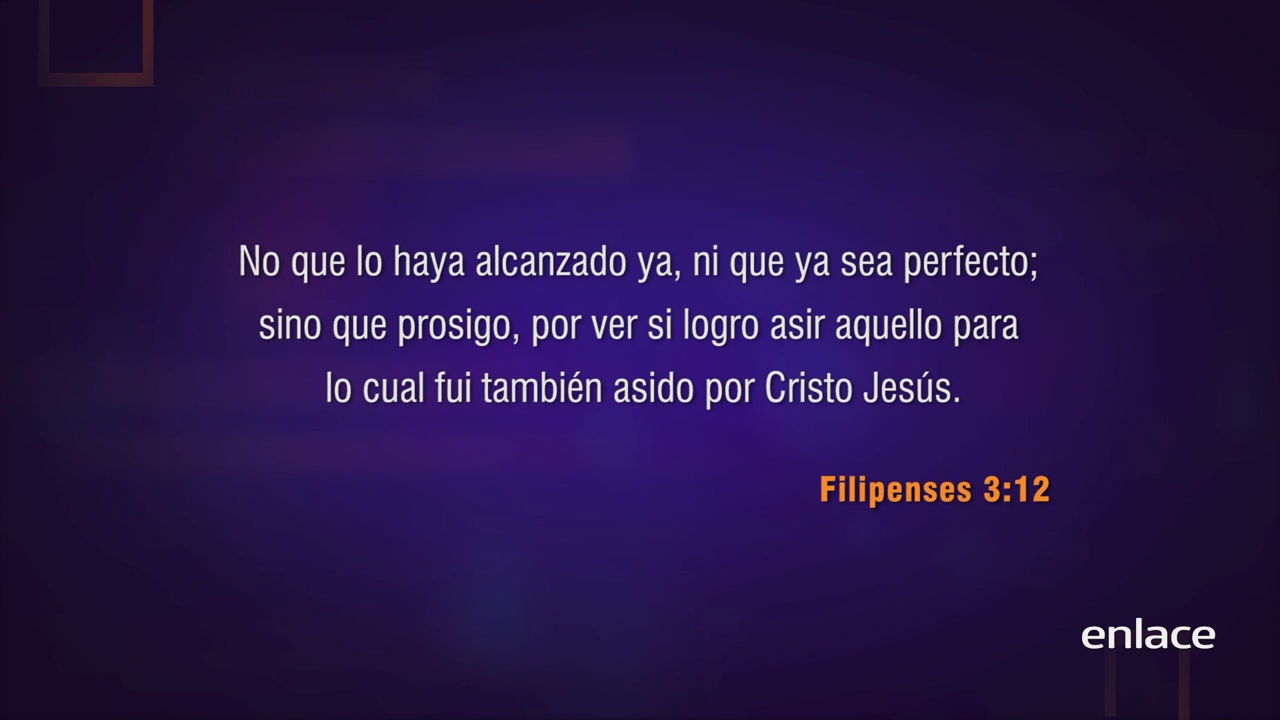 No que lo haya alcanzado ya, ni que ya sea perfecto;
sino que prosigo, por ver si logro asir aquello para
lo cual fui también asido por Cristo Jesús.
Filipenses 3:12
enlace